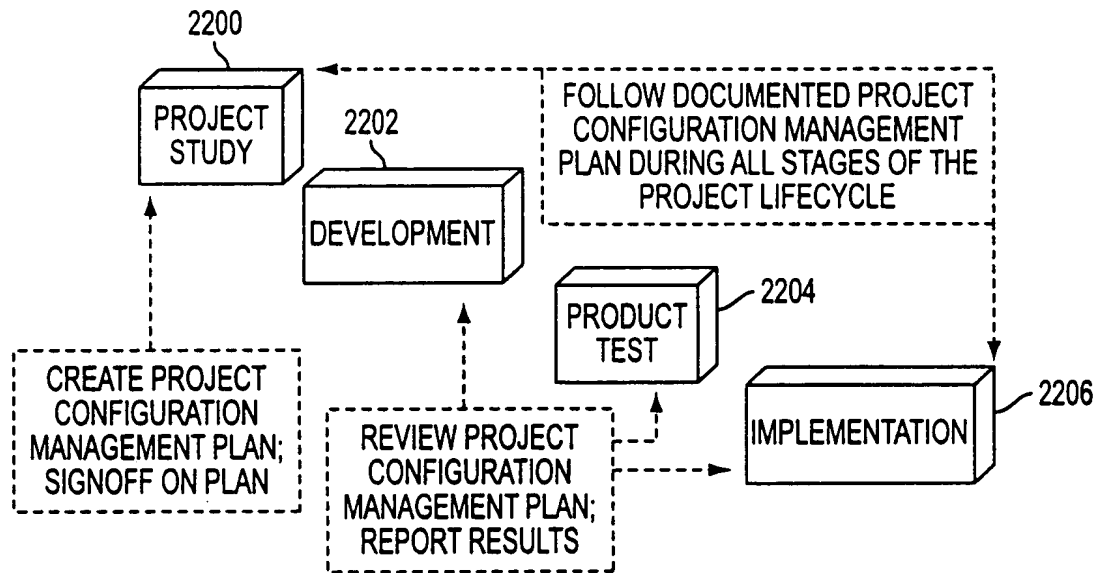 2200
PROJECT
STUDY
2202
DEVELOPMENT
FOLLOW DOCUMENTED PROJECT
CONFIGURATION MANAGEMENT
PLAN DURING ALL STAGES OF THE
PROJECT LIFECYCLE
2204
PRODUCT
TEST
2206
IMPLEMENTATION
CREATE PROJECT
CONFIGURATION
MANAGEMENT PLAN;
SIGNOFF ON PLAN
REVIEW PROJECT
CONFIGURATION
MANAGEMENT PLAN;
REPORT RESULTS